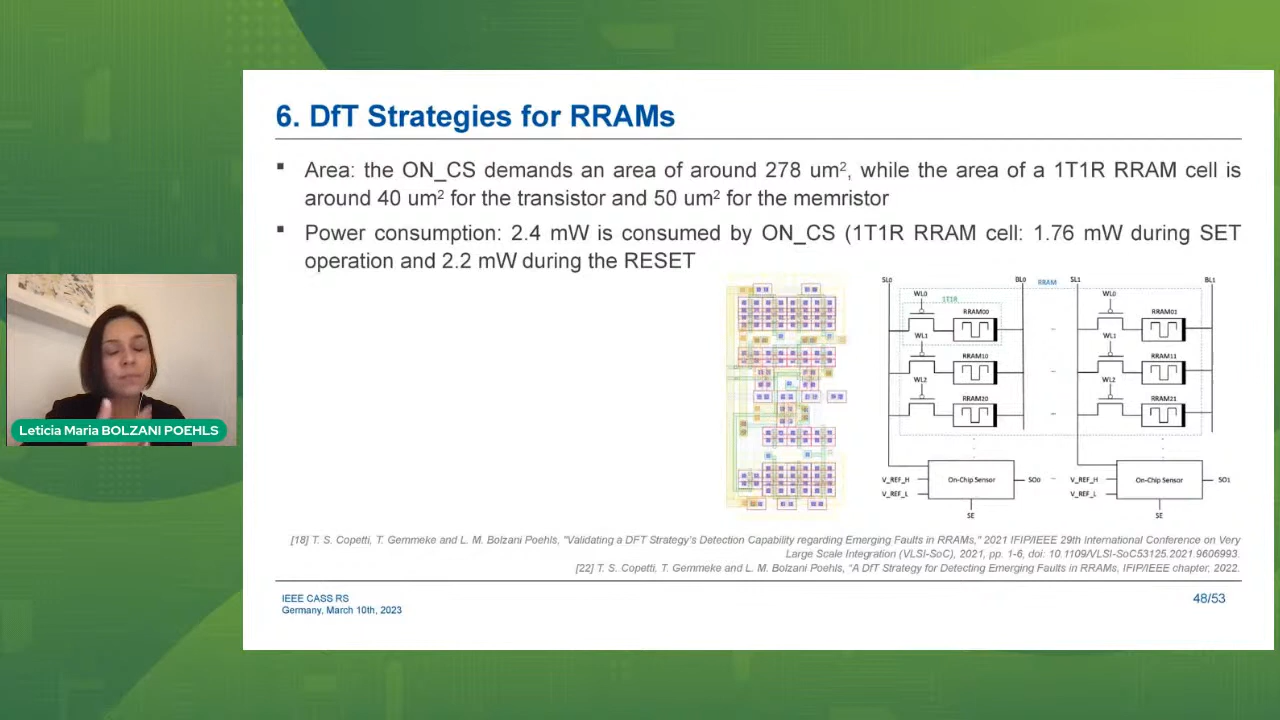 6. DfT Strategies for RRAMs
▪ Area: the ON_CS demands an area of around 278 um², while the area of a 1T1R RRAM cell is
around 40 um² for the transistor and 50 um² for the memristor
▪ Power consumption: 2.4 mW is consumed by ON_CS (1T1R RRAM cell: 1.76 mW during SET
operation and 2.2 mW during the RESET
SL0 BL0 RRAM SL1 BL1
WL0 1T1R WL0
RRAM00 RRAM01
WL1 WL1
RRAM10 RRAM11
WL2 WL2
RRAM20 RRAM21
V_REF_H On-Chip Sensor SO0 V_REF_H On-Chip Sensor SO1
V_REF_L V_REF_L
SE SE
Leticia Maria BOLZANI POEHLS
[18] T. S. Copetti, T. Gemmeke and L. M. Bolzani Poehls, "Validating a DFT Strategy's Detection Capability regarding Emerging Faults in RRAMs," 2021 IFIP/IEEE 29th International Conference on Very
Large Scale Integration (VLSI-SoC), 2021, pp. 1-6, doi: 10.1109/VLSI-SoC53125.2021.9606993.
[22] T. S. Copetti, T. Gemmeke and L. M. Bolzani Poehls, "A DfT Strategy for Detecting Emerging Faults in RRAMs, IFIP/IEEE chapter, 2022.
IEEE CASS RS
Germany, March 10th, 2023
48/53